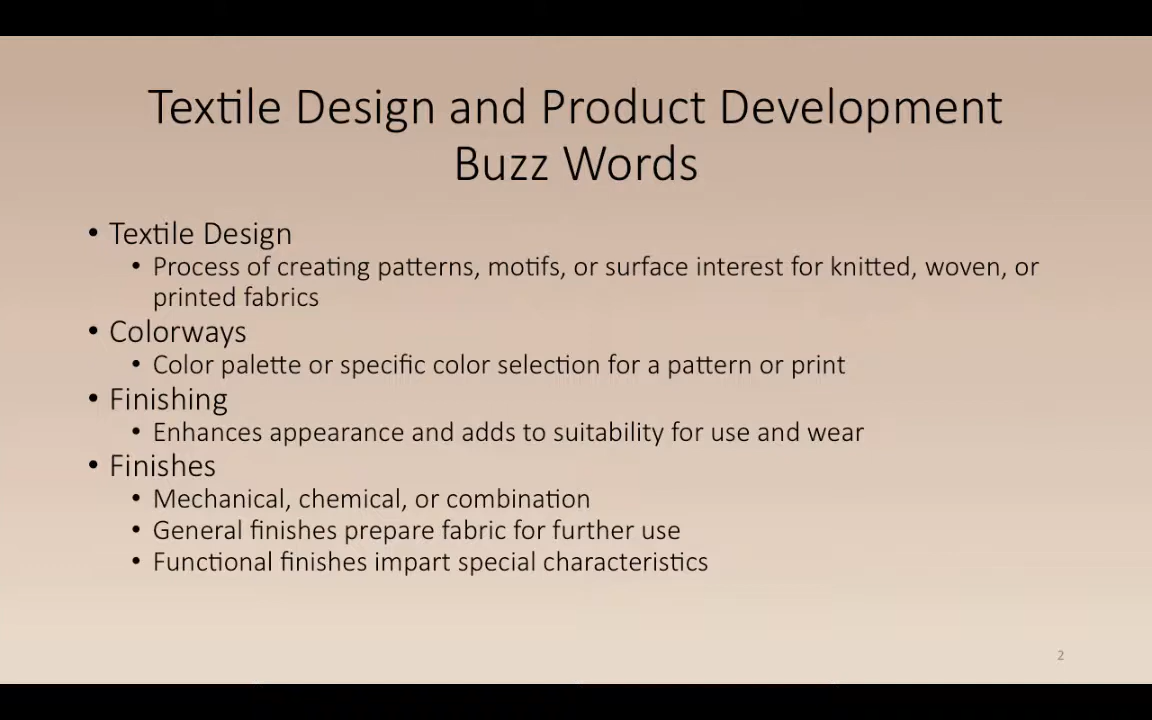 Textile Design and Product Development
Buzz Words
• Textile Design
• Process of creating patterns, motifs, or surface interest for knitted, woven, or
printed fabrics
• Colorways
• Color palette or specific color selection for a pattern or print
• Finishing
• Enhances appearance and adds to suitability for use and wear
• Finishes
• Mechanical, chemical, or combination
• General finishes prepare fabric for further use
• Functional finishes impart special characteristics
2